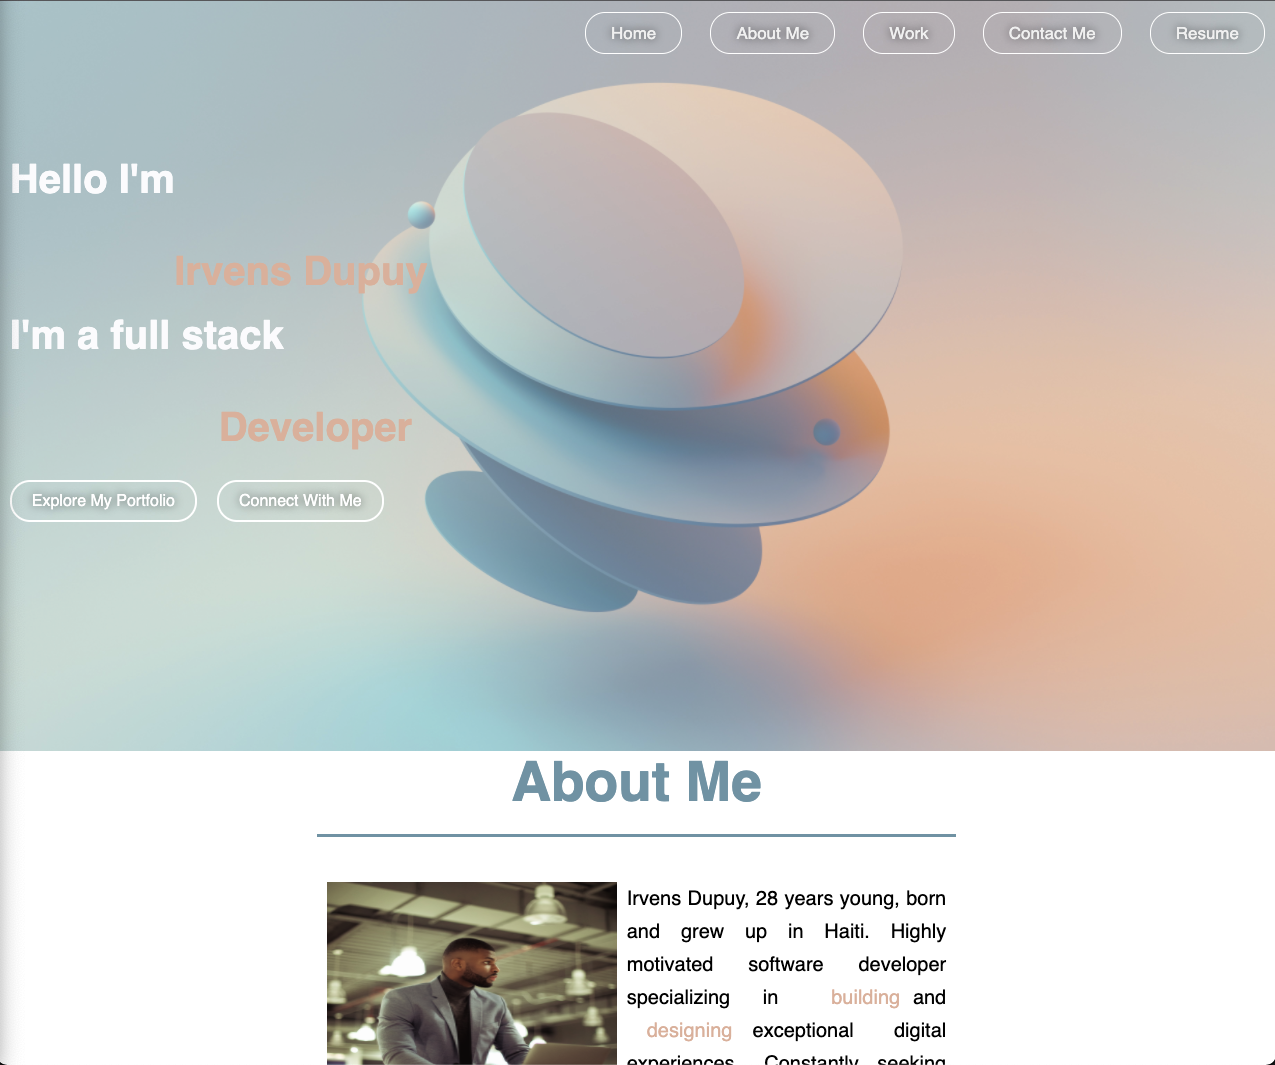 Home About Me Work Contact Me Resume
Hello I'm
Irvens Dupuy
I'm a full stack
Developer
Explore My Portfolio Connect With Me
About Me
Irvens Dupuy, 28 years young, born
and grew up in Haiti. Highly
motivated software developer
specializing in building and
designing exceptional digital
experiences. Constantly seeking